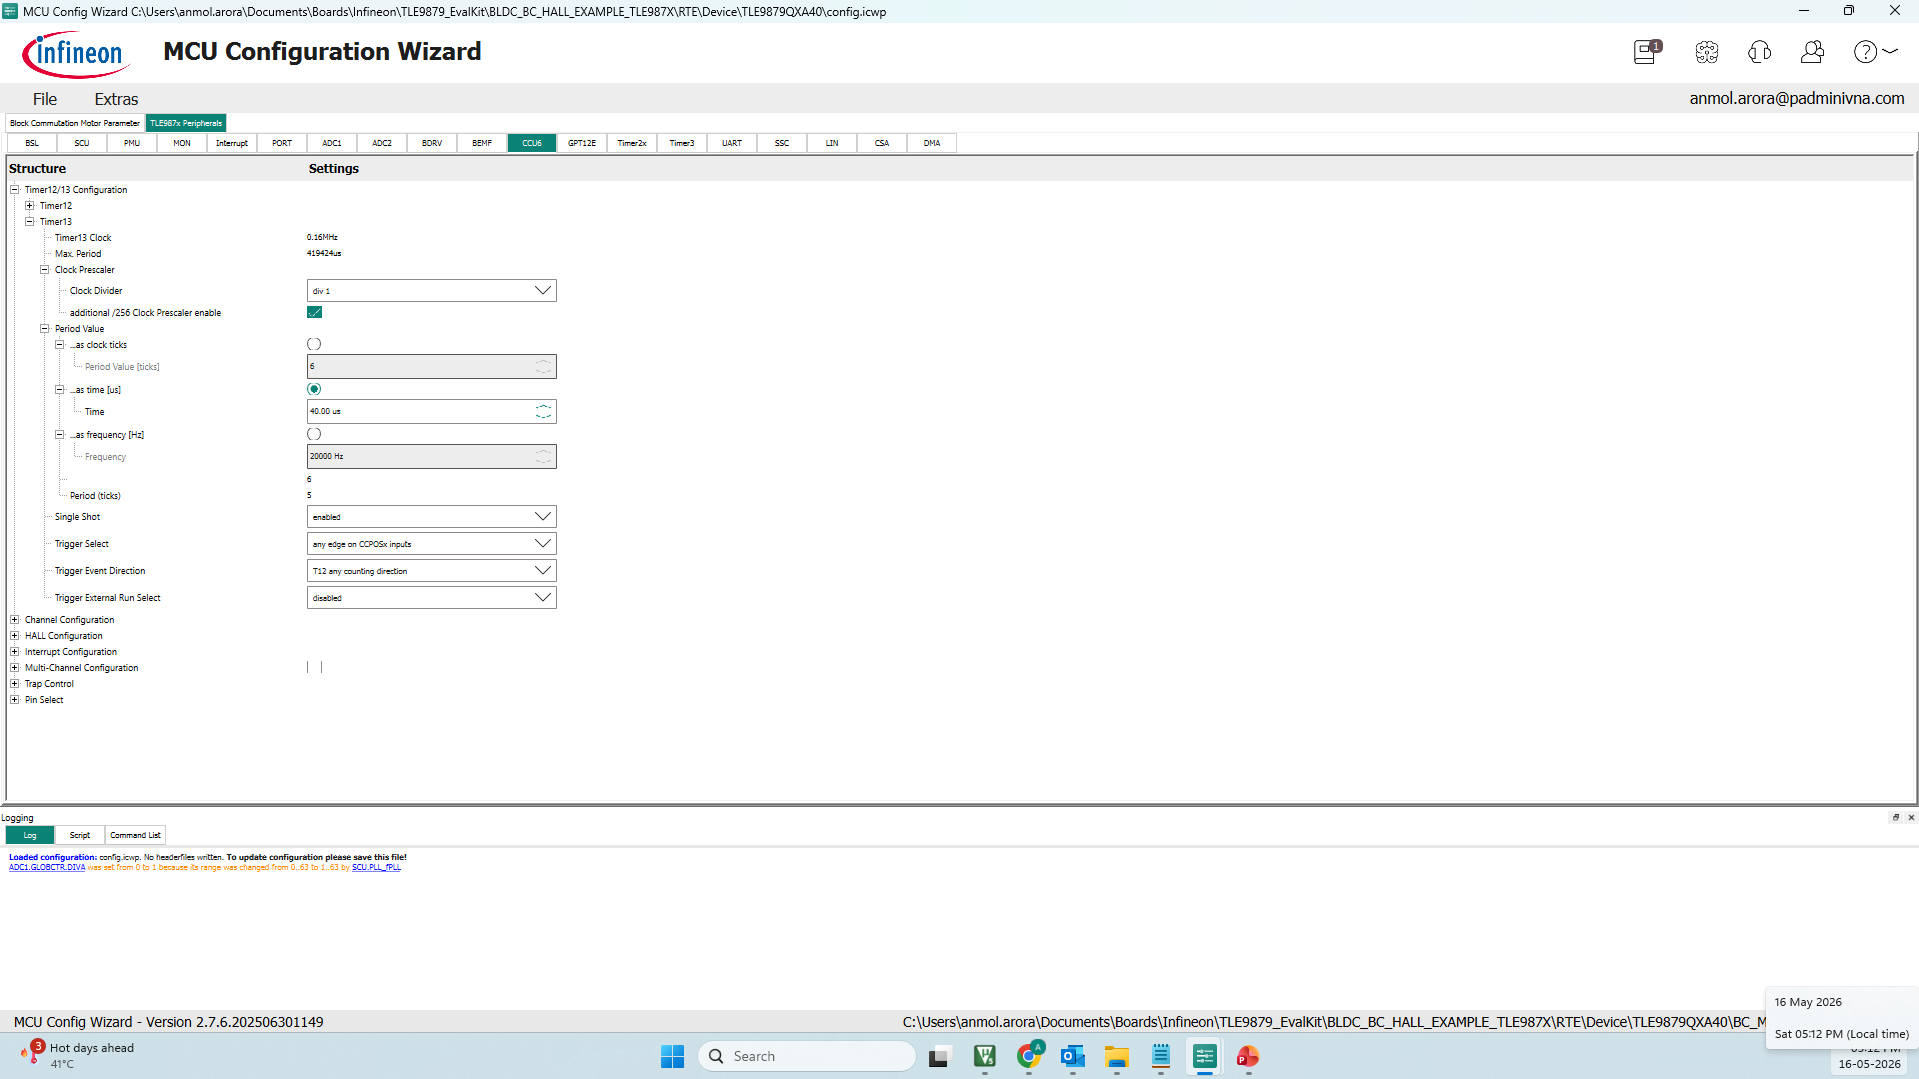 MCU Config Wizard C:\Users\anmol.arora\Documents\Boards\Infineon\TLE9879_EvalKit\BLDC_BC_HALL_EXAMPLE_TLE987X\RTE\Device\TLE9879QXA40\config.icwp
infineon
MCU Configuration Wizard
1
File Extras
anmol.arora@padminivna.com
Block Commutation Motor Parameter TLE987x Peripherals
BSL SCU PMU MON Interrupt PORT ADC1 ADC2 BDRV BEMF CCU6 GPT12E Timer2x Timer3 UART SSC LIN CSA DMA
Structure Settings
Timer12/13 Configuration
Timer12
Timer13
Timer13 Clock 0.16MHz
Max. Period 419424us
Clock Prescaler
Clock Divider div 1
additional /256 Clock Prescaler enable
Period Value
...as clock ticks
Period Value [ticks] 6
...as time [us]
Time 40.00 us
...as frequency [Hz]
Frequency 20000 Hz
6
Period (ticks) 5
Single Shot enabled
Trigger Select any edge on CCPOSx inputs
Trigger Event Direction T12 any counting direction
Trigger External Run Select disabled
Channel Configuration
HALL Configuration
Interrupt Configuration
Multi-Channel Configuration
Trap Control
Pin Select
Logging
Log Script Command List
Loaded configuration: config.icwp. No headerfiles written. To update configuration please save this file!
ADC1.GLOBCTR.DIVA was set from 0 to 1 because its range was changed from 0..63 to 1..63 by SCU.PLL_fPLL
MCU Config Wizard - Version 2.7.6.202506301149
C:\Users\anmol.arora\Documents\Boards\Infineon\TLE9879_EvalKit\BLDC_BC_HALL_EXAMPLE_TLE987X\RTE\Device\TLE9879QXA40\BC_M
16 May 2026
Sat 05:12 PM (Local time)
3
Hot days ahead
41°C
Search
A
05:12 PM
16-05-2026